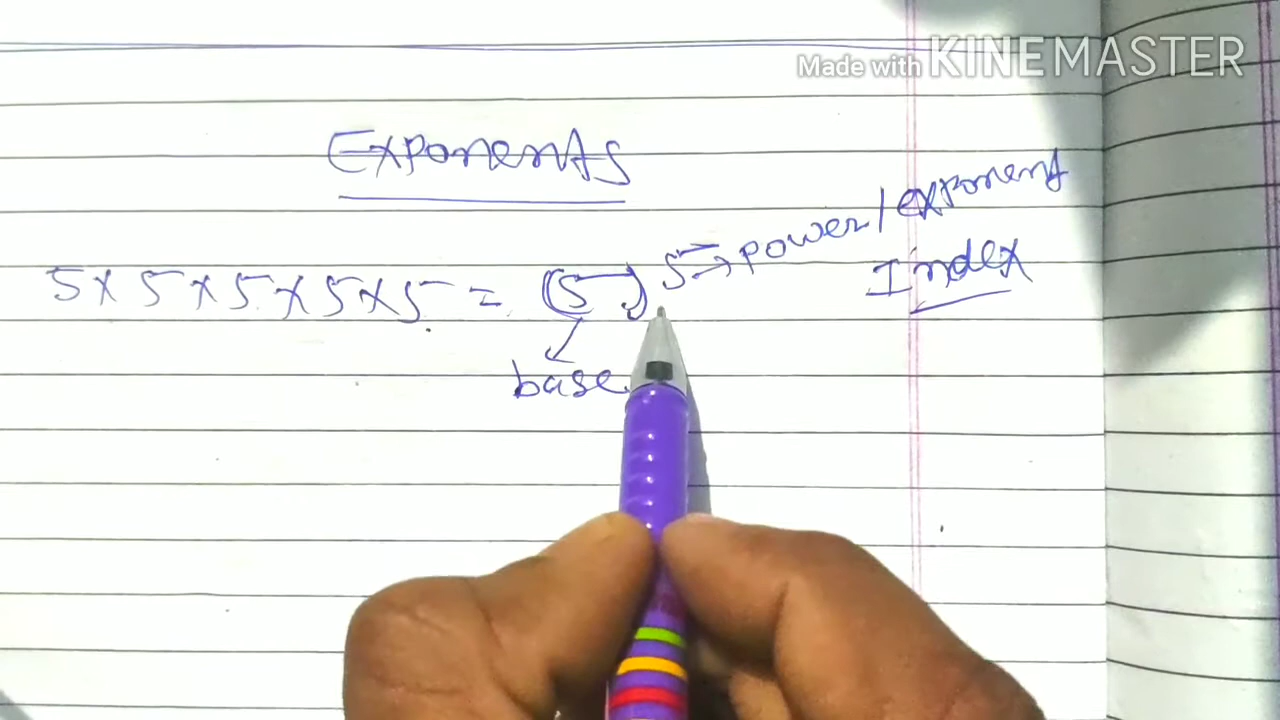 Made with KINEMASTER
Exponents
5 × 5 × 5 × 5 × 5 = (5)⁵ → power / exponent
Index
base